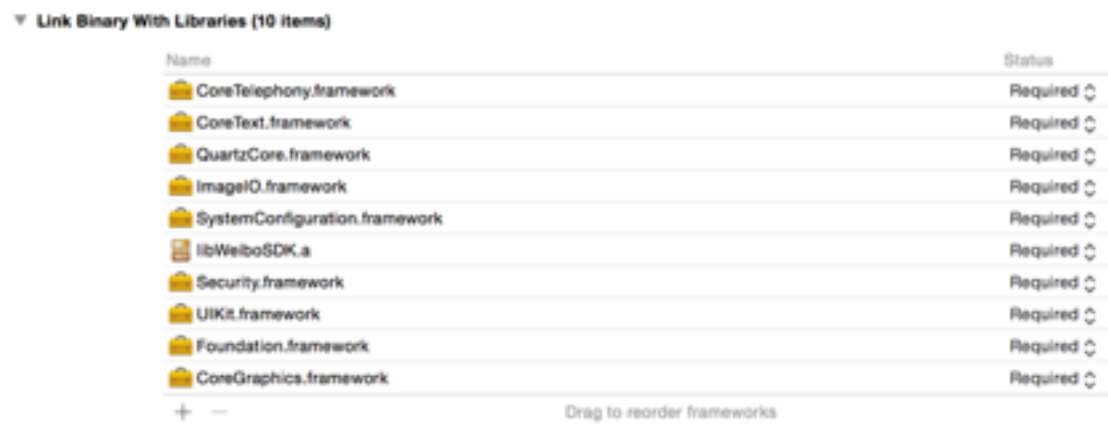 Link Binary With Libraries (10 items)
Name Status
CoreTelephony.framework Required
CoreText.framework Required
QuartzCore.framework Required
ImageIO.framework Required
SystemConfiguration.framework Required
libWeiboSDK.a Required
Security.framework Required
UIKit.framework Required
Foundation.framework Required
CoreGraphics.framework Required
+ − Drag to reorder frameworks